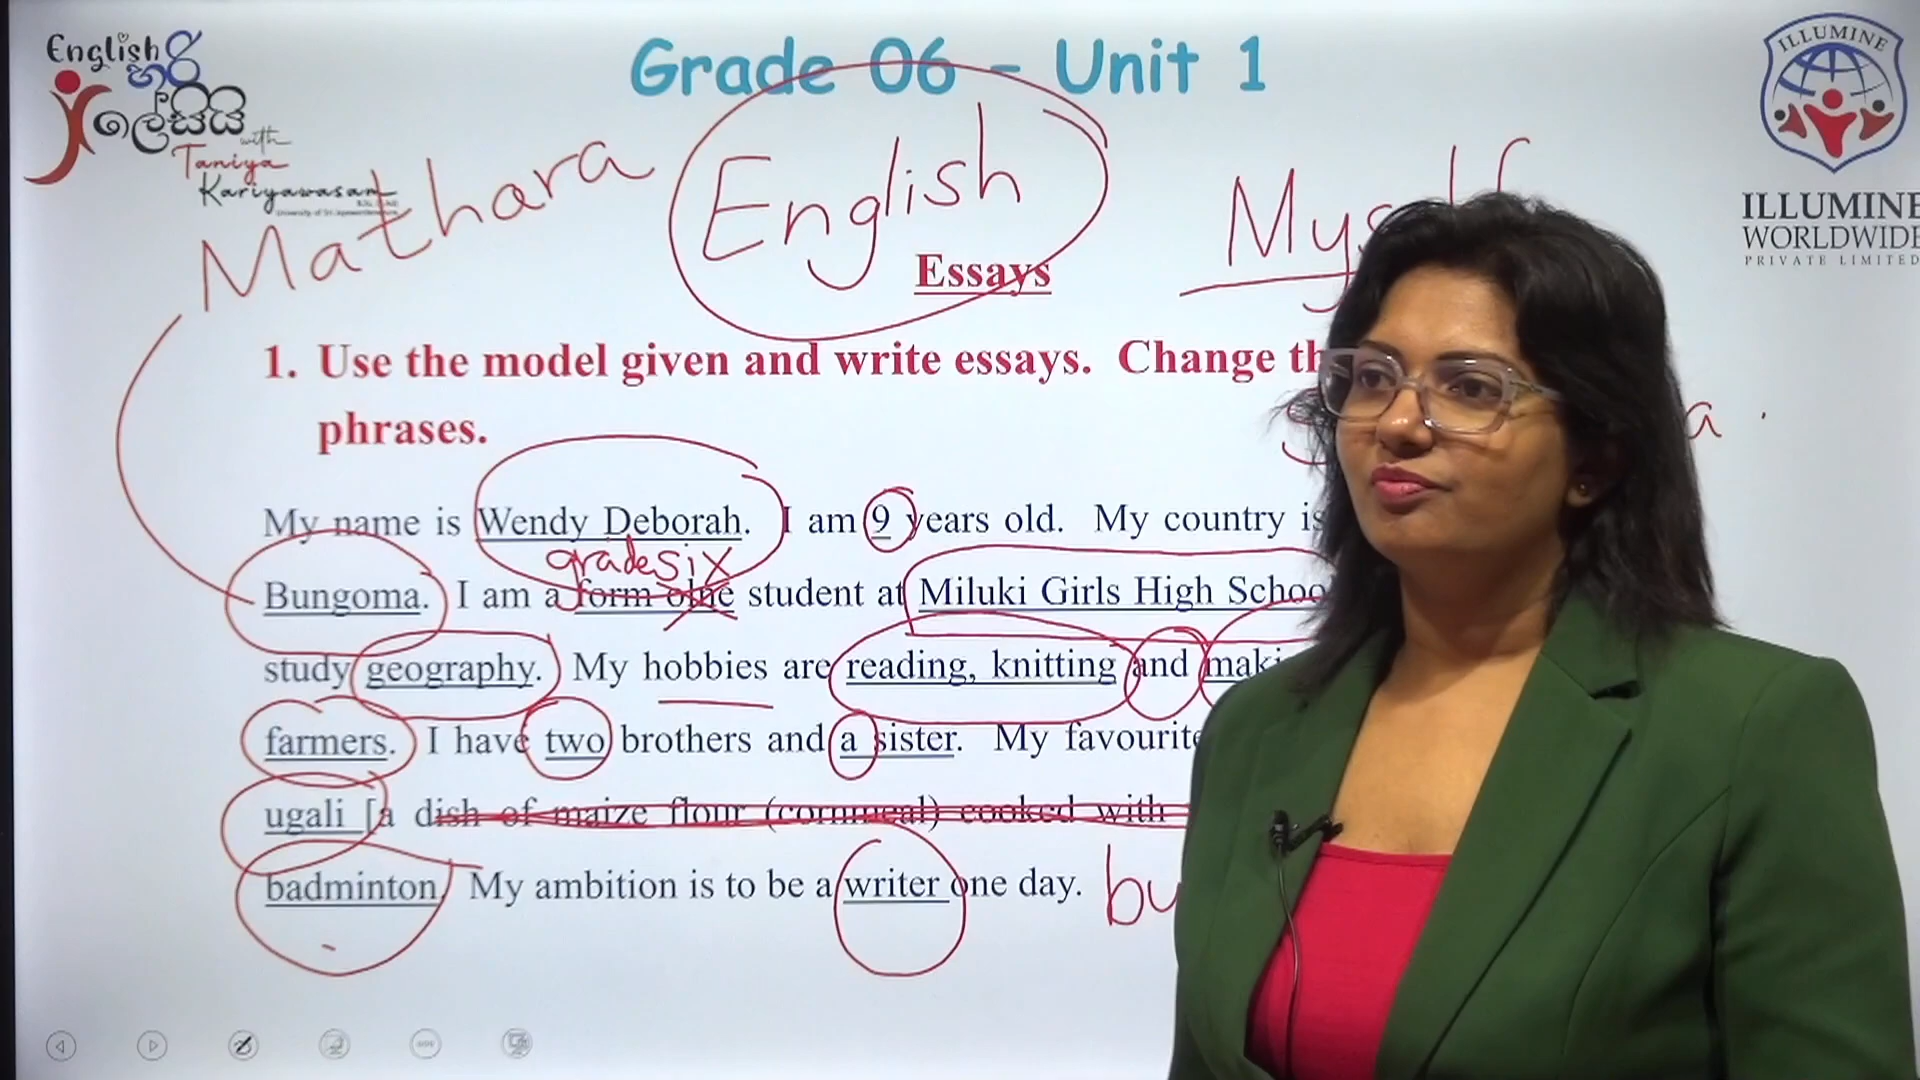 English හරි
ලේසියි
with
Taniya
Kariyawasam
Grade 06 - Unit 1
ILLUMINE
ILLUMINE
WORLDWIDE
PRIVATE LIMITED
Mathara
English
Essays
1. Use the model given and write essays. Change th
phrases.
a
My name is Wendy Deborah. I am 9 years old. My country is
grade six
Bungoma. I am a form one student at Miluki Girls High Schoo
study geography. My hobbies are reading, knitting and maki
farmers. I have two brothers and a sister. My favourite
ugali [a dish of maize flour (cornmeal) cooked with
badminton, My ambition is to be a writer one day.
bu